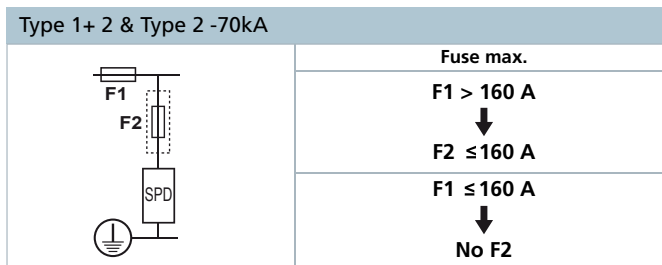 Type 1+ 2 & Type 2 -70kA
Fuse max.
F1
F2
SPD
F1 > 160 A
F2 ≤160 A
F1 ≤160 A
No F2